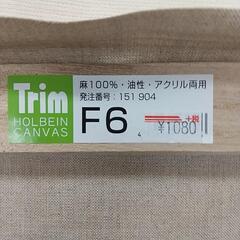 Trim
HOLBEIN
CANVAS
麻100%・油性・アクリル両用
発注番号:151 904
F6
4
¥1080
+税